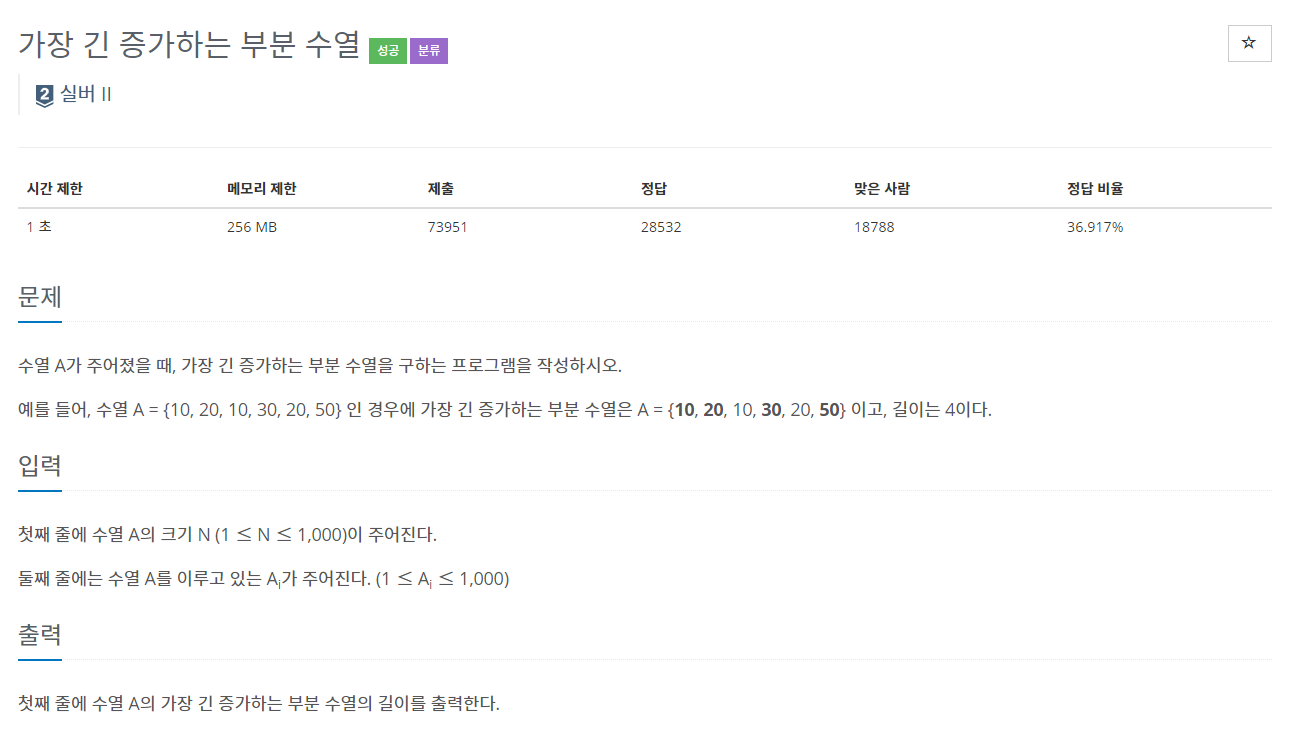 가장 긴 증가하는 부분 수열 성공 분류
☆
2 실버 II
시간 제한 메모리 제한 제출 정답 맞은 사람 정답 비율
1 초 256 MB 73951 28532 18788 36.917%
문제
수열 A가 주어졌을 때, 가장 긴 증가하는 부분 수열을 구하는 프로그램을 작성하시오.
예를 들어, 수열 A = {10, 20, 10, 30, 20, 50} 인 경우에 가장 긴 증가하는 부분 수열은 A = {10, 20, 10, 30, 20, 50} 이고, 길이는 4이다.
입력
첫째 줄에 수열 A의 크기 N (1 ≤ N ≤ 1,000)이 주어진다.
둘째 줄에는 수열 A를 이루고 있는 Aᵢ가 주어진다. (1 ≤ Aᵢ ≤ 1,000)
출력
첫째 줄에 수열 A의 가장 긴 증가하는 부분 수열의 길이를 출력한다.